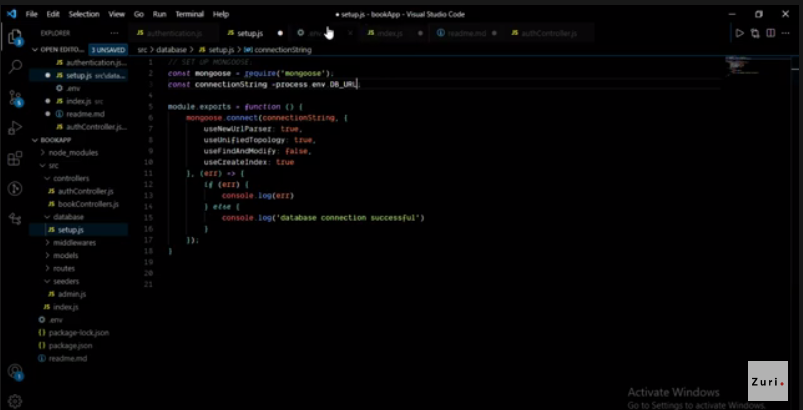 File Edit Selection View Go Run Terminal Help
setup.js - bookApp - Visual Studio Code
EXPLORER
authentication.js
setup.js
.env
index.js
readme.md
authController.js
OPEN EDITO... 3 UNSAVED
src > database > setup.js > connectionString
authentication.js...
setup.js src\data...
.env
index.js src
readme.md
authController.js...
BOOKAPP
node_modules
src
controllers
authController.js
bookControllers.js
database
setup.js
middlewares
models
routes
seeders
admin.js
index.js
.env
package-lock.json
package.json
readme.md
1 // SET UP MONGOOSE.
2 const mongoose = require('mongoose');
3 const connectionString =process.env.DB_URL;
4
5 module.exports = function () {
6 mongoose.connect(connectionString, {
7 useNewUrlParser: true,
8 useUnifiedTopology: true,
9 useFindAndModify: false,
10 useCreateIndex: true
11 }, (err) => {
12 if (err) {
13 console.log(err)
14 } else {
15 console.log('database connection successful')
16 }
17 });
18 }
19
20
21
Activate Windows
Go to Settings to activate Windows.
Zuri.